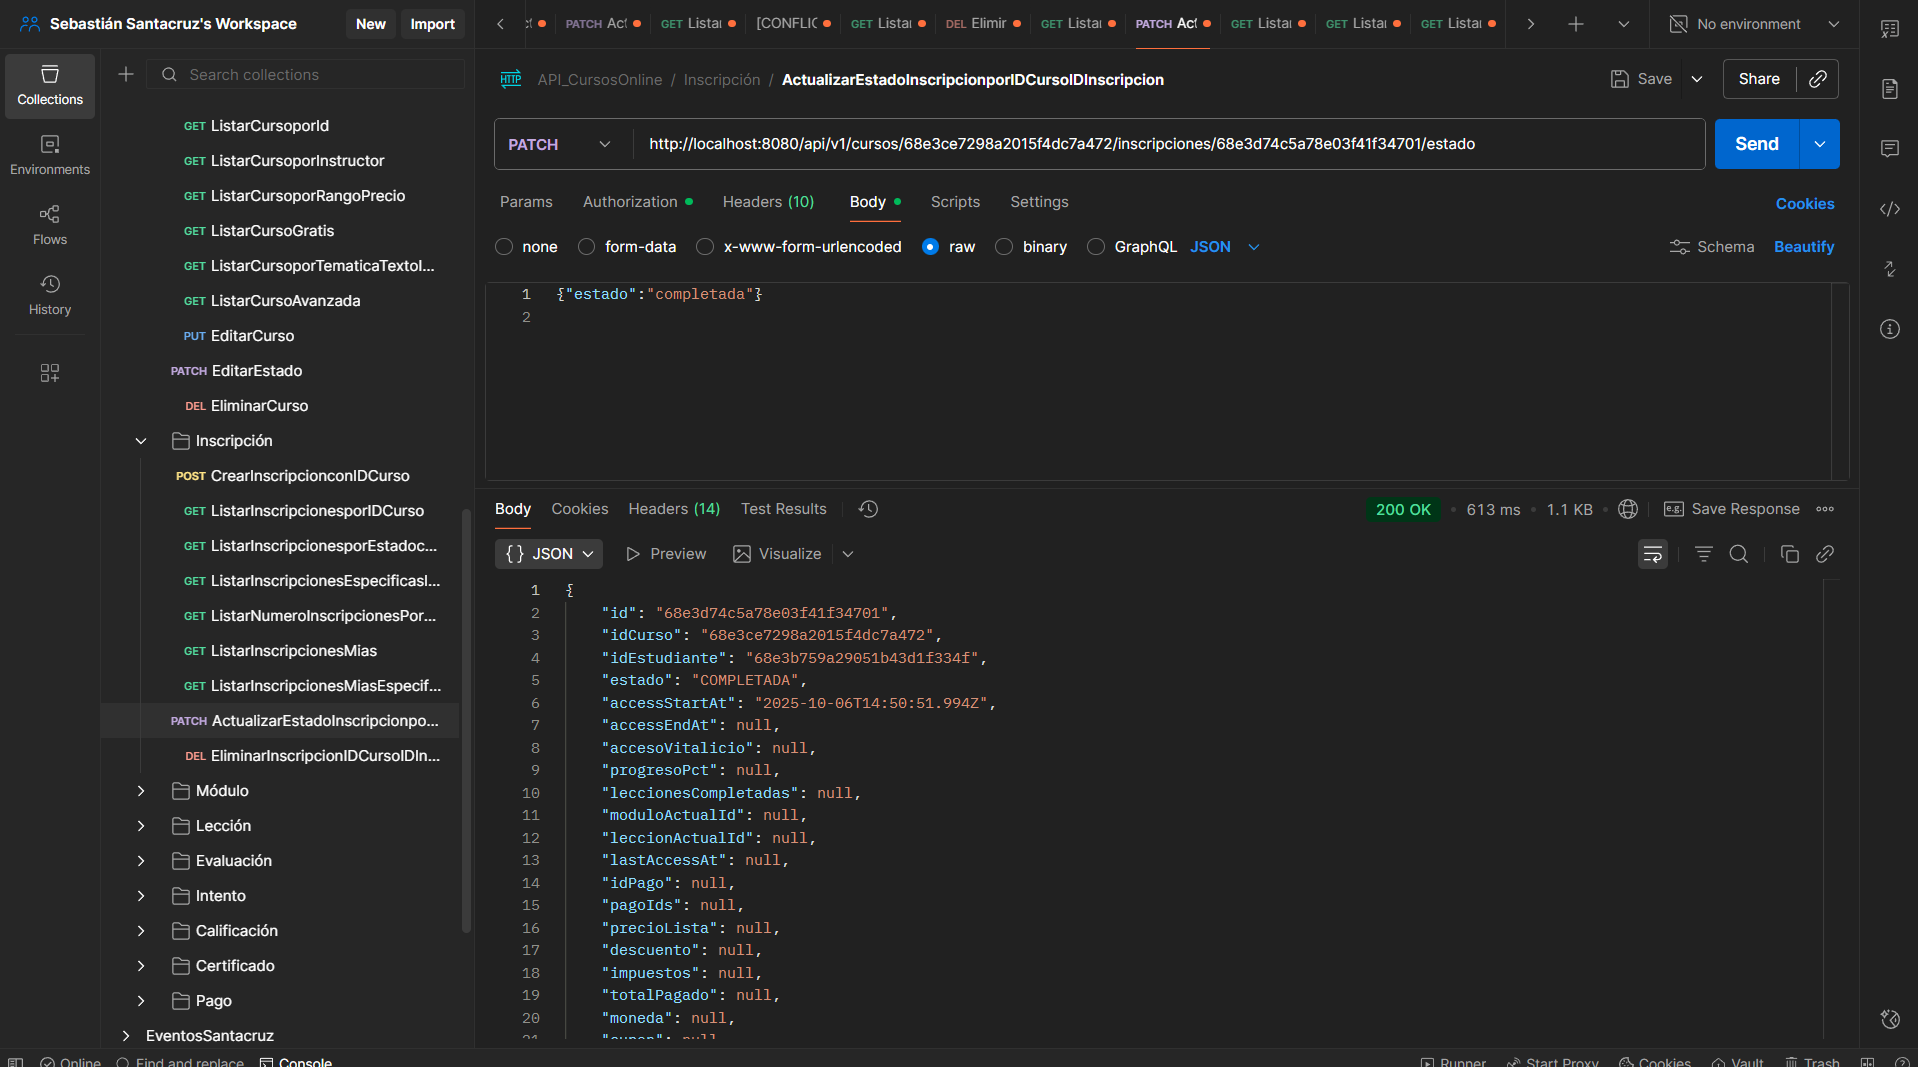 Sebastián Santacruz's Workspace
New
Import
PATCH Act
GET Listar
[CONFLIC
GET Listar
DEL Elimir
GET Listar
PATCH Act
GET Listar
GET Listar
GET Listar
No environment
Collections
Environments
Flows
History
Search collections
GET ListarCursoporId
GET ListarCursoporInstructor
GET ListarCursoporRangoPrecio
GET ListarCursoGratis
GET ListarCursoporTematicaTextoI...
GET ListarCursoAvanzada
PUT EditarCurso
PATCH EditarEstado
DEL EliminarCurso
Inscripción
POST CrearInscripcionconIDCurso
GET ListarInscripcionesporIDCurso
GET ListarInscripcionesporEstadoc...
GET ListarInscripcionesEspecificasI...
GET ListarNumeroInscripcionesPor...
GET ListarInscripcionesMias
GET ListarInscripcionesMiasEspecif...
PATCH ActualizarEstadoInscripcionpo...
DEL EliminarInscripcionIDCursoIDIn...
Módulo
Lección
Evaluación
Intento
Calificación
Certificado
Pago
EventosSantacruz
HTTP API_CursosOnline / Inscripción / ActualizarEstadoInscripcionporIDCursoIDInscripcion
Save
Share
PATCH http://localhost:8080/api/v1/cursos/68e3ce7298a2015f4dc7a472/inscripciones/68e3d74c5a78e03f41f34701/estado
Send
Params Authorization Headers (10) Body Scripts Settings
Cookies
none form-data x-www-form-urlencoded raw binary GraphQL JSON
Schema Beautify
1 {"estado":"completada"}
2
Body Cookies Headers (14) Test Results
200 OK • 613 ms • 1.1 KB • e.g. Save Response
{} JSON Preview Visualize
1 {
2 "id": "68e3d74c5a78e03f41f34701",
3 "idCurso": "68e3ce7298a2015f4dc7a472",
4 "idEstudiante": "68e3b759a29051b43d1f334f",
5 "estado": "COMPLETADA",
6 "accessStartAt": "2025-10-06T14:50:51.994Z",
7 "accessEndAt": null,
8 "accesoVitalicio": null,
9 "progresoPct": null,
10 "leccionesCompletadas": null,
11 "moduloActualId": null,
12 "leccionActualId": null,
13 "lastAccessAt": null,
14 "idPago": null,
15 "pagoIds": null,
16 "precioLista": null,
17 "descuento": null,
18 "impuestos": null,
19 "totalPagado": null,
20 "moneda": null,
21 "cupon": null
Online Find and replace Console
Runner Start Proxy Cookies Vault Trash